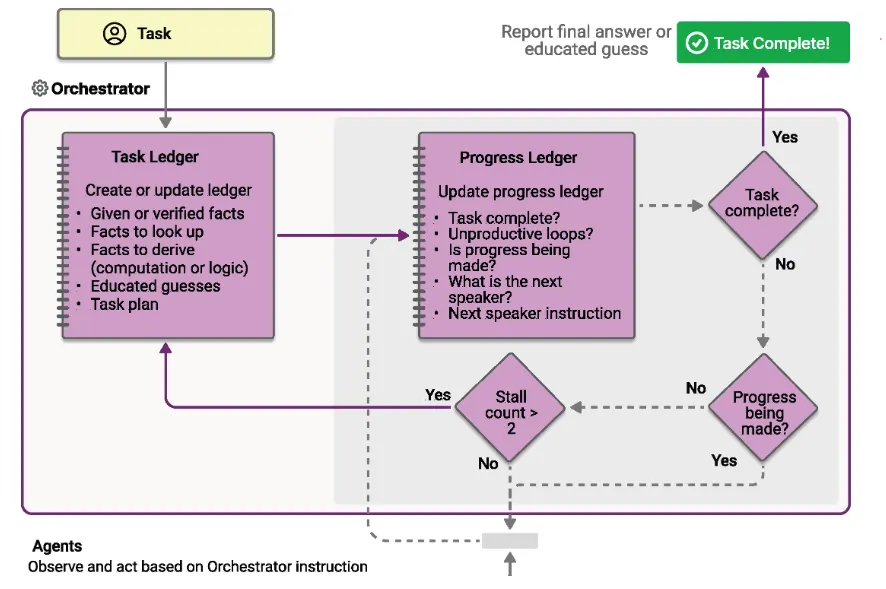 Task
Report final answer or
educated guess
Task Complete!
Orchestrator
Task Ledger
Create or update ledger
• Given or verified facts
• Facts to look up
• Facts to derive
(computation or logic)
• Educated guesses
• Task plan
Progress Ledger
Update progress ledger
• Task complete?
• Unproductive loops?
• Is progress being
made?
• What is the next
speaker?
• Next speaker instruction
Yes
Task
complete?
No
Progress
being
made?
No
Yes
Stall
count >
2
Yes
No
Agents
Observe and act based on Orchestrator instruction